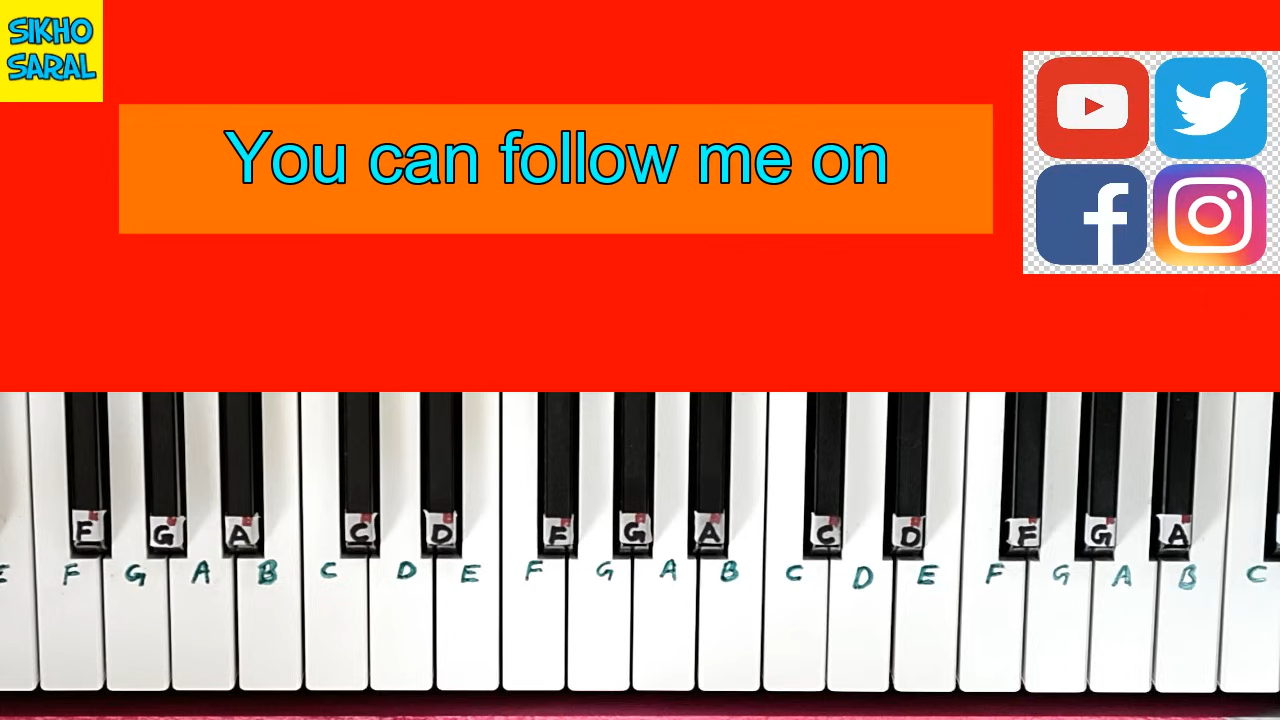 SIKHO
SARAL
You can follow me on
F# G# A# C# D# F# G# A# C# D# F# G# A#
E F G A B C D E F G A B C D E F G A B C